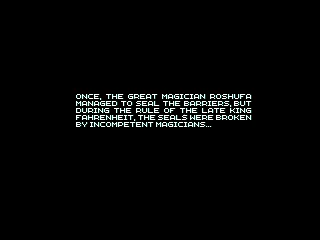 ONCE, THE GREAT MAGICIAN ROSHUFA
MANAGED TO SEAL THE BARRIERS, BUT
DURING THE RULE OF THE LATE KING
FAHRENHEIT, THE SEALS WERE BROKEN
BY INCOMPETENT MAGICIANS...